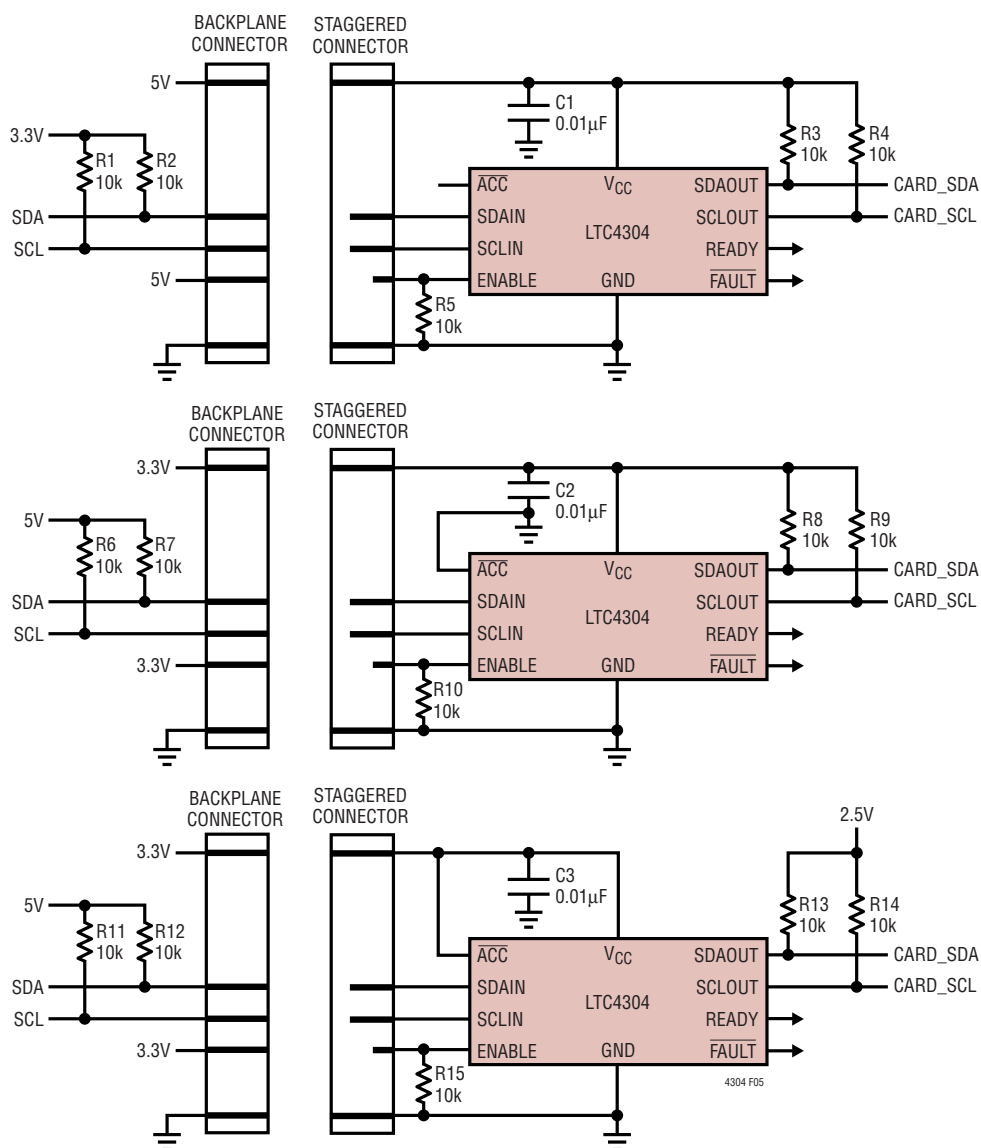 BACKPLANE
CONNECTOR
STAGGERED
CONNECTOR
5V
3.3V
R1
10k
R2
10k
SDA
SCL
5V
C1
0.01µF
R3
10k
R4
10k
ACC
VCC
SDAOUT
CARD_SDA
SDAIN
SCLOUT
CARD_SCL
LTC4304
SCLIN
READY
ENABLE
GND
FAULT
R5
10k
BACKPLANE
CONNECTOR
STAGGERED
CONNECTOR
3.3V
5V
R6
10k
R7
10k
SDA
SCL
3.3V
C2
0.01µF
R8
10k
R9
10k
ACC
VCC
SDAOUT
CARD_SDA
SDAIN
SCLOUT
CARD_SCL
LTC4304
SCLIN
READY
ENABLE
GND
FAULT
R10
10k
BACKPLANE
CONNECTOR
STAGGERED
CONNECTOR
3.3V
5V
R11
10k
R12
10k
SDA
SCL
3.3V
C3
0.01µF
2.5V
R13
10k
R14
10k
ACC
VCC
SDAOUT
CARD_SDA
SDAIN
SCLOUT
CARD_SCL
LTC4304
SCLIN
READY
ENABLE
GND
FAULT
R15
10k
4304 F05